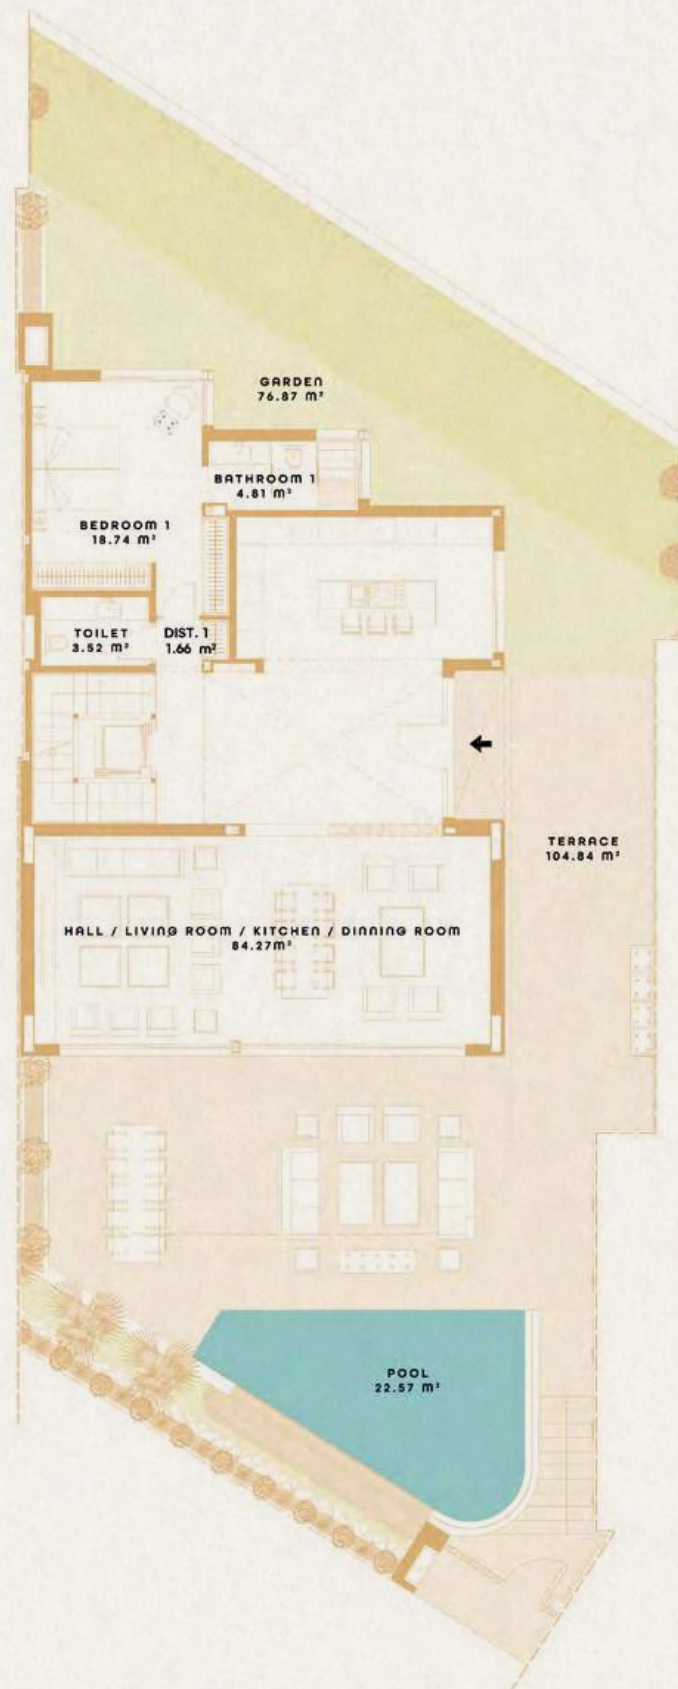 GARDEN
76.87 m²
BATHROOM 1
4.81 m²
BEDROOM 1
18.74 m²
TOILET
3.52 m²
DIST. 1
1.66 m²
TERRACE
104.84 m²
HALL / LIVING ROOM / KITCHEN / DINNING ROOM
84.27m²
POOL
22.57 m²